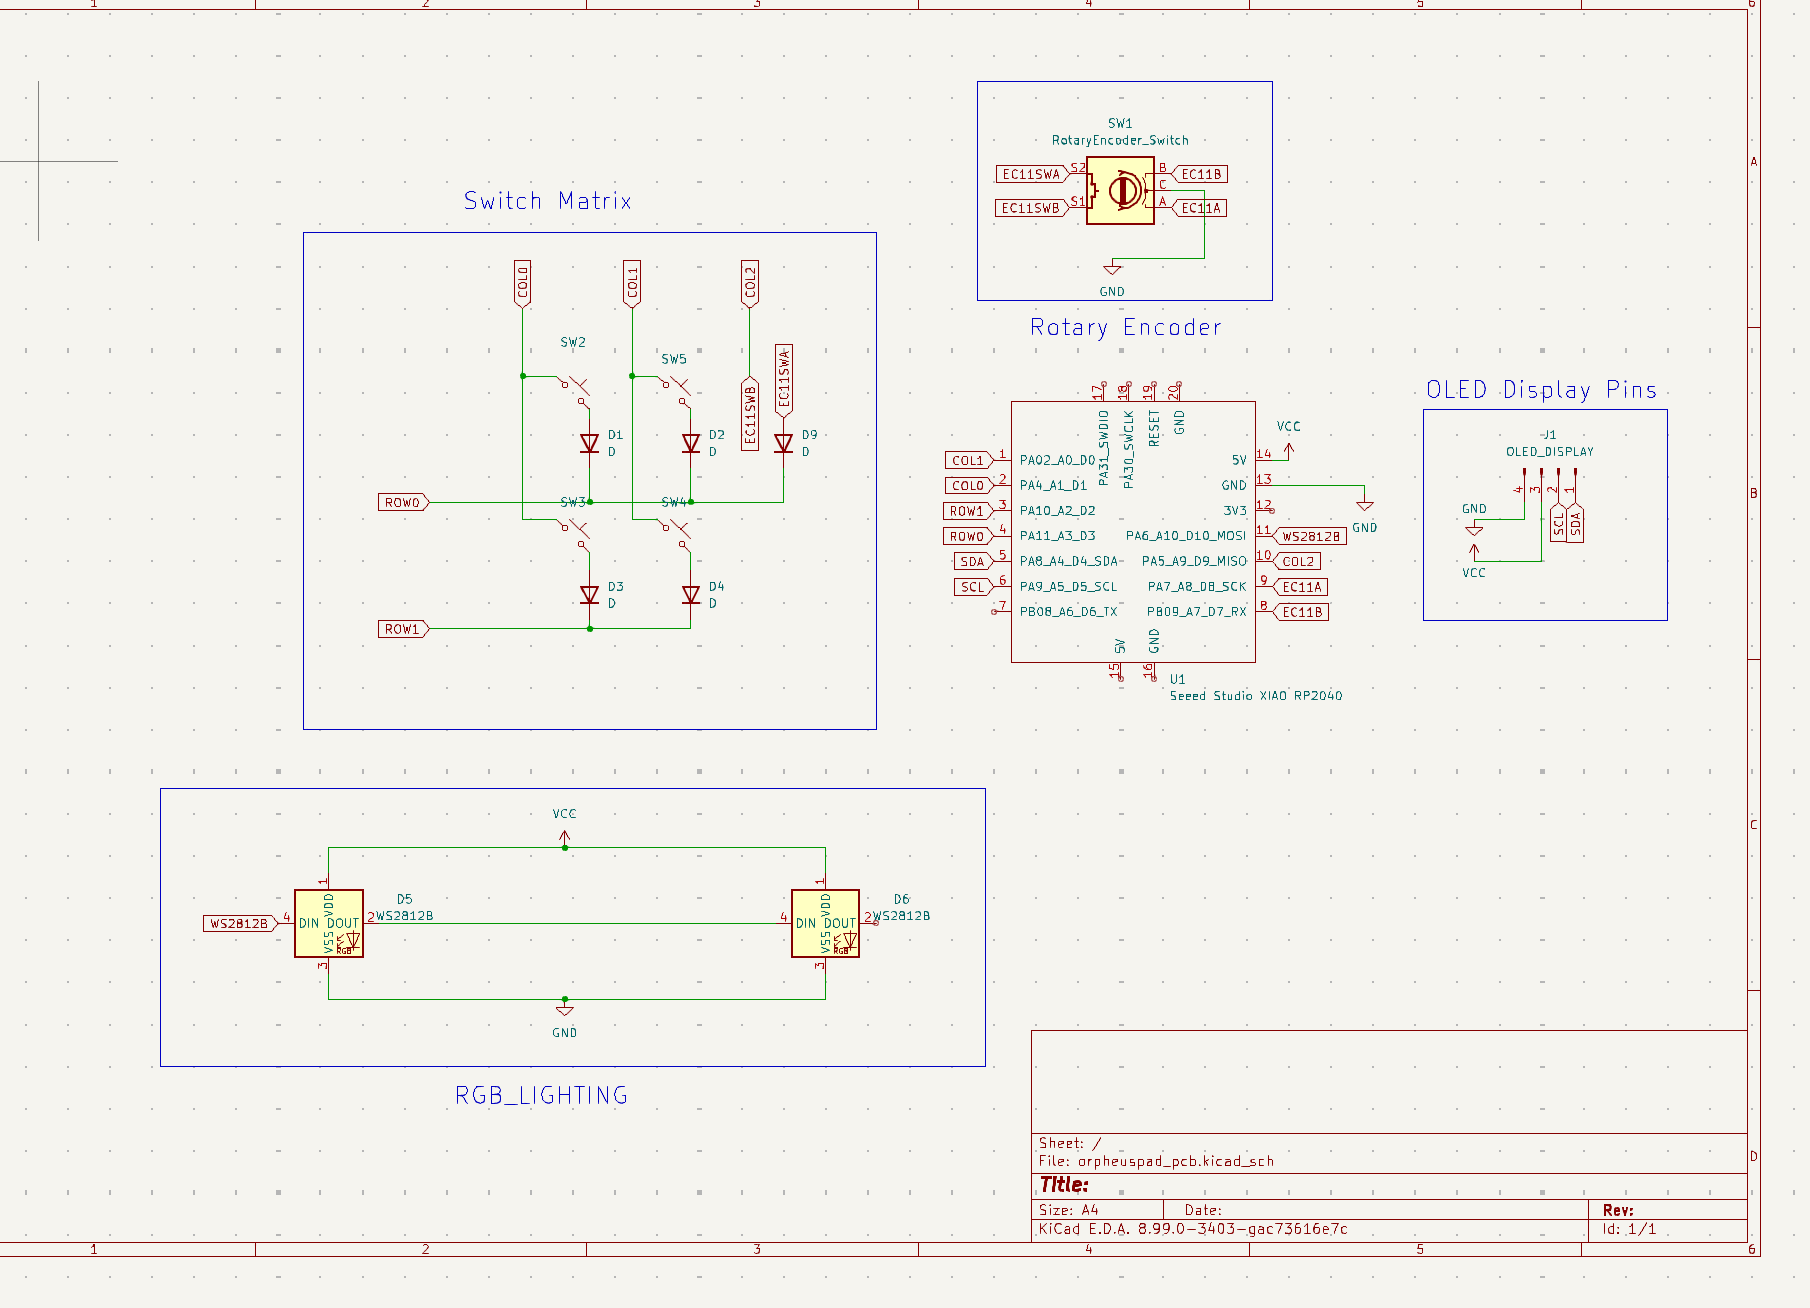 1
2
3
4
5
6
A
B
C
D
Switch Matrix
COL0
COL1
COL2
EC11SWB
EC11SWA
SW2
SW5
D1
D
D2
D
D9
D
ROW0
SW3
SW4
D3
D
D4
D
ROW1
SW1
RotaryEncoder_Switch
EC11SWA
S2
B
EC11B
C
EC11SWB
S1
A
EC11A
GND
Rotary Encoder
17
18
19
20
PA31_SWDIO
PA30_SWCLK
RESET
GND
COL1 1 PA02_A0_D0
COL0 2 PA4_A1_D1
ROW1 3 PA10_A2_D2
ROW0 4 PA11_A3_D3
SDA 5 PA8_A4_D4_SDA
SCL 6 PA9_A5_D5_SCL
7 PB08_A6_D6_TX
5V 14
VCC
GND 13
GND
3V3 12
PA6_A10_D10_MOSI 11 WS2812B
PA5_A9_D9_MISO 10 COL2
PA7_A8_D8_SCK 9 EC11A
PB09_A7_D7_RX 8 EC11B
5V
GND
15
16
U1
Seeed Studio XIAO RP2040
OLED Display Pins
J1
OLED_DISPLAY
4
3
2
1
GND
SCL
SDA
VCC
VCC
WS2812B
4
1
DIN
VDD
DOUT
VSS
RGB
3
2
D5
WS2812B
4
1
DIN
VDD
DOUT
VSS
RGB
3
2
D6
WS2812B
GND
RGB_LIGHTING
Sheet: /
File: orpheuspad_pcb.kicad_sch
Title:
Size: A4
Date:
Rev:
KiCad E.D.A. 8.99.0-3403-gac73616e7c
Id: 1/1
1
2
3
4
5
6